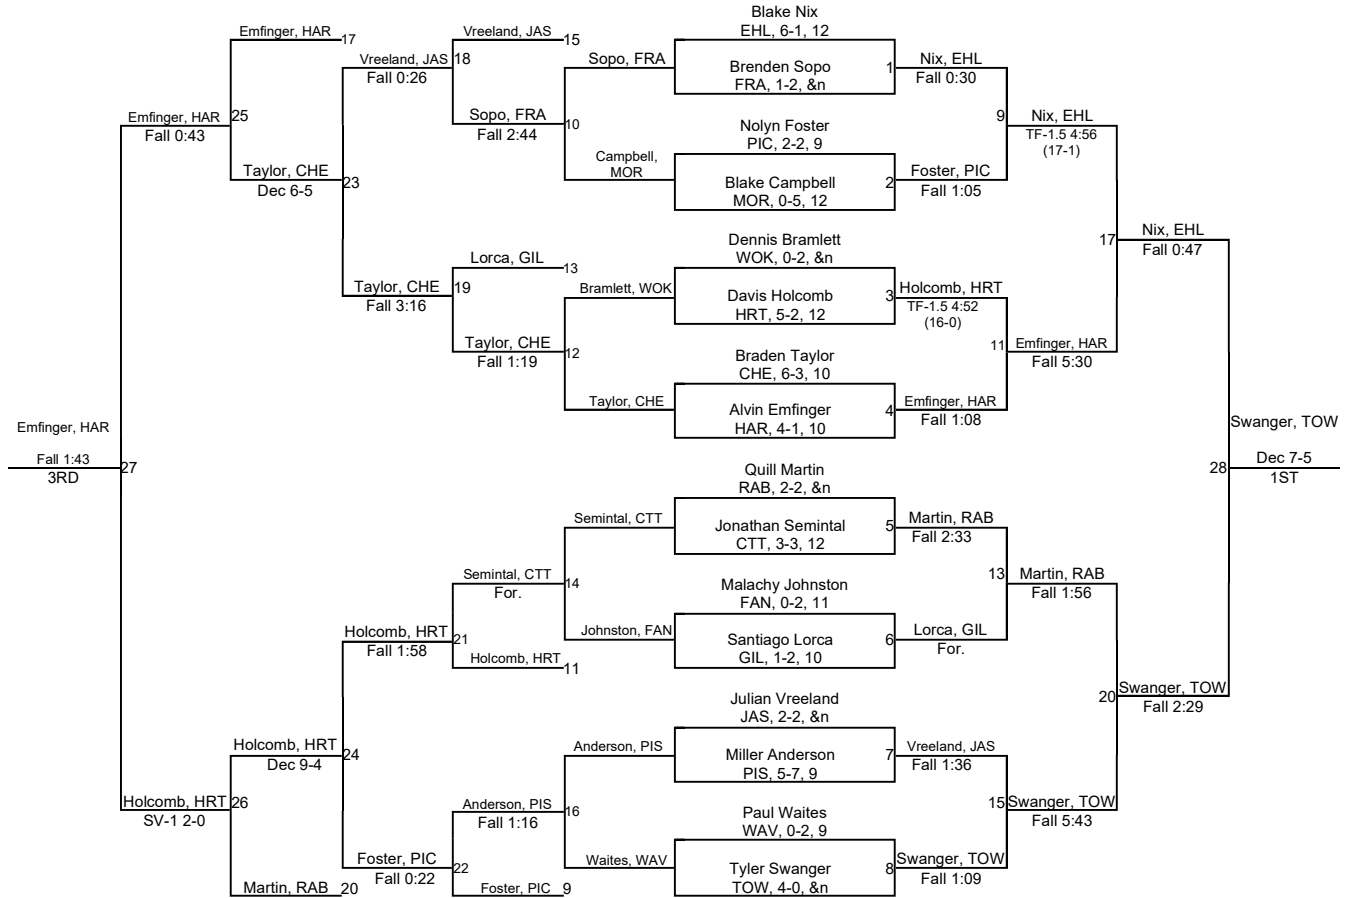 Blake Nix
EHL, 6-1, 12
Emfinger, HAR
17
Vreeland, JAS
15
Vreeland, JAS
18
Fall 0:26
Sopo, FRA
Brenden Sopo
FRA, 1-2, &n
1
Nix, EHL
Fall 0:30
Emfinger, HAR
Fall 0:43
25
Sopo, FRA
Fall 2:44
10
Nolyn Foster
PIC, 2-2, 9
9
Nix, EHL
TF-1.5 4:56
(17-1)
Taylor, CHE
Dec 6-5
23
Campbell,
MOR
Blake Campbell
MOR, 0-5, 12
2
Foster, PIC
Fall 1:05
Dennis Bramlett
WOK, 0-2, &n
17
Nix, EHL
Fall 0:47
Lorca, GIL
13
Taylor, CHE
Fall 3:16
19
Bramlett, WOK
Davis Holcomb
HRT, 5-2, 12
3
Holcomb, HRT
TF-1.5 4:52
(16-0)
Taylor, CHE
Fall 1:19
12
Braden Taylor
CHE, 6-3, 10
11
Emfinger, HAR
Fall 5:30
Taylor, CHE
Alvin Emfinger
HAR, 4-1, 10
4
Emfinger, HAR
Fall 1:08
Emfinger, HAR
Fall 1:43
3RD
27
Swanger, TOW
28
Dec 7-5
1ST
Quill Martin
RAB, 2-2, &n
Semintal, CTT
Jonathan Semintal
CTT, 3-3, 12
5
Martin, RAB
Fall 2:33
Semintal, CTT
For.
14
Malachy Johnston
FAN, 0-2, 11
13
Martin, RAB
Fall 1:56
Holcomb, HRT
Fall 1:58
21
Johnston, FAN
Santiago Lorca
GIL, 1-2, 10
6
Lorca, GIL
For.
Holcomb, HRT
11
Julian Vreeland
JAS, 2-2, &n
20
Swanger, TOW
Fall 2:29
Holcomb, HRT
Dec 9-4
24
Anderson, PIS
Miller Anderson
PIS, 5-7, 9
7
Vreeland, JAS
Fall 1:36
Holcomb, HRT
SV-1 2-0
26
Anderson, PIS
Fall 1:16
16
Paul Waites
WAV, 0-2, 9
15
Swanger, TOW
Fall 5:43
Foster, PIC
Fall 0:22
22
Waites, WAV
Tyler Swanger
TOW, 4-0, &n
8
Swanger, TOW
Fall 1:09
Martin, RAB
20
Foster, PIC
9